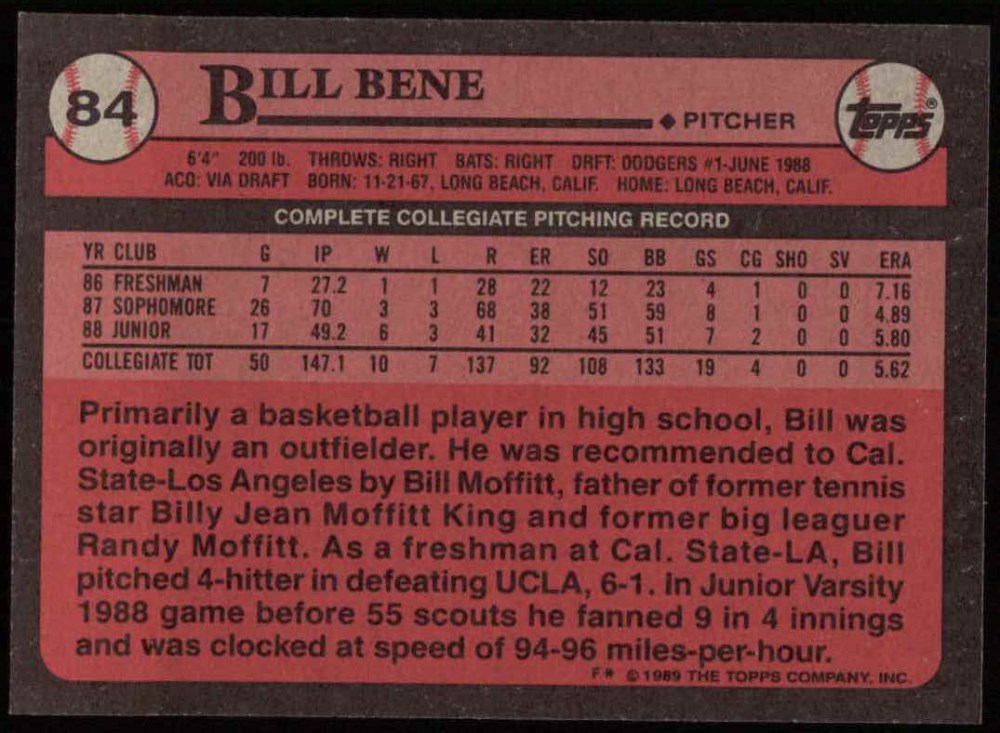 84 BILL BENE ◆ PITCHER TOPPS®
6'4" 200 lb. THROWS: RIGHT BATS: RIGHT DRFT: DODGERS #1-JUNE 1988
ACQ: VIA DRAFT BORN: 11-21-67, LONG BEACH, CALIF. HOME: LONG BEACH, CALIF.
COMPLETE COLLEGIATE PITCHING RECORD
YR CLUB G IP W L R ER SO BB GS CG SHO SV ERA
86 FRESHMAN 7 27.2 1 1 28 22 12 23 4 1 0 0 7.16
87 SOPHOMORE 26 70 3 3 68 38 51 59 8 1 0 0 4.89
88 JUNIOR 17 49.2 6 3 41 32 45 51 7 2 0 0 5.80
COLLEGIATE TOT 50 147.1 10 7 137 92 108 133 19 4 0 0 5.62
Primarily a basketball player in high school, Bill was
originally an outfielder. He was recommended to Cal.
State-Los Angeles by Bill Moffitt, father of former tennis
star Billy Jean Moffitt King and former big leaguer
Randy Moffitt. As a freshman at Cal. State-LA, Bill
pitched 4-hitter in defeating UCLA, 6-1. In Junior Varsity
1988 game before 55 scouts he fanned 9 in 4 innings
and was clocked at speed of 94-96 miles-per-hour.
F* © 1989 THE TOPPS COMPANY, INC.